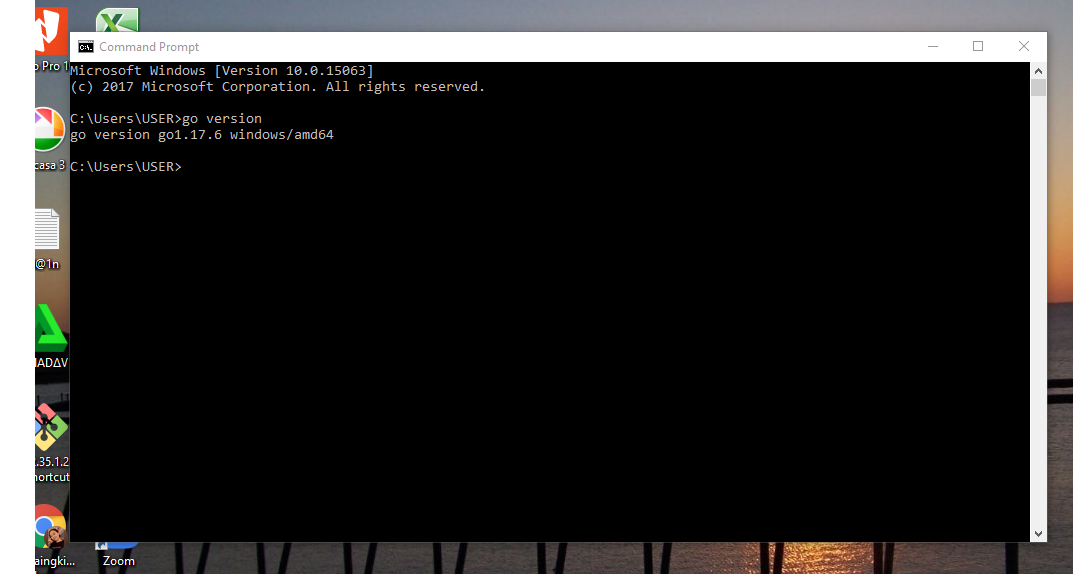 Command Prompt
Microsoft Windows [Version 10.0.15063]
(c) 2017 Microsoft Corporation. All rights reserved.
C:\Users\USER>go version
go version go1.17.6 windows/amd64
C:\Users\USER>
o Pro 1
casa 3
@1n
ADAV
.35.1.2
hortcut
aingki...
Zoom